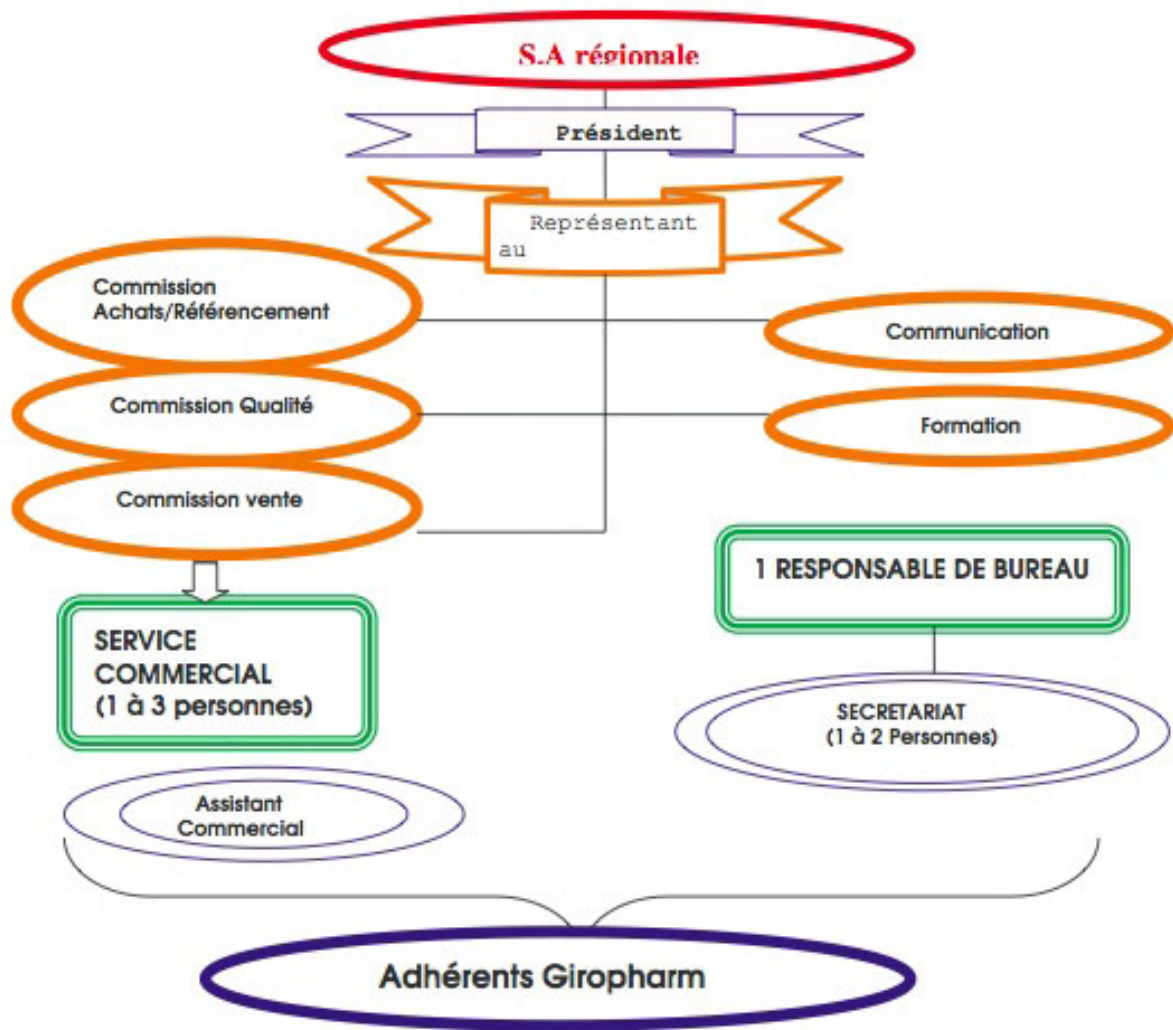 S.A régionale
Président
Représentant
au
Commission
Achats/Référencement
Communication
Commission Qualité
Formation
Commission vente
1 RESPONSABLE DE BUREAU
SERVICE
COMMERCIAL
(1 à 3 personnes)
SECRETARIAT
(1 à 2 Personnes)
Assistant
Commercial
Adhérents Giropharm